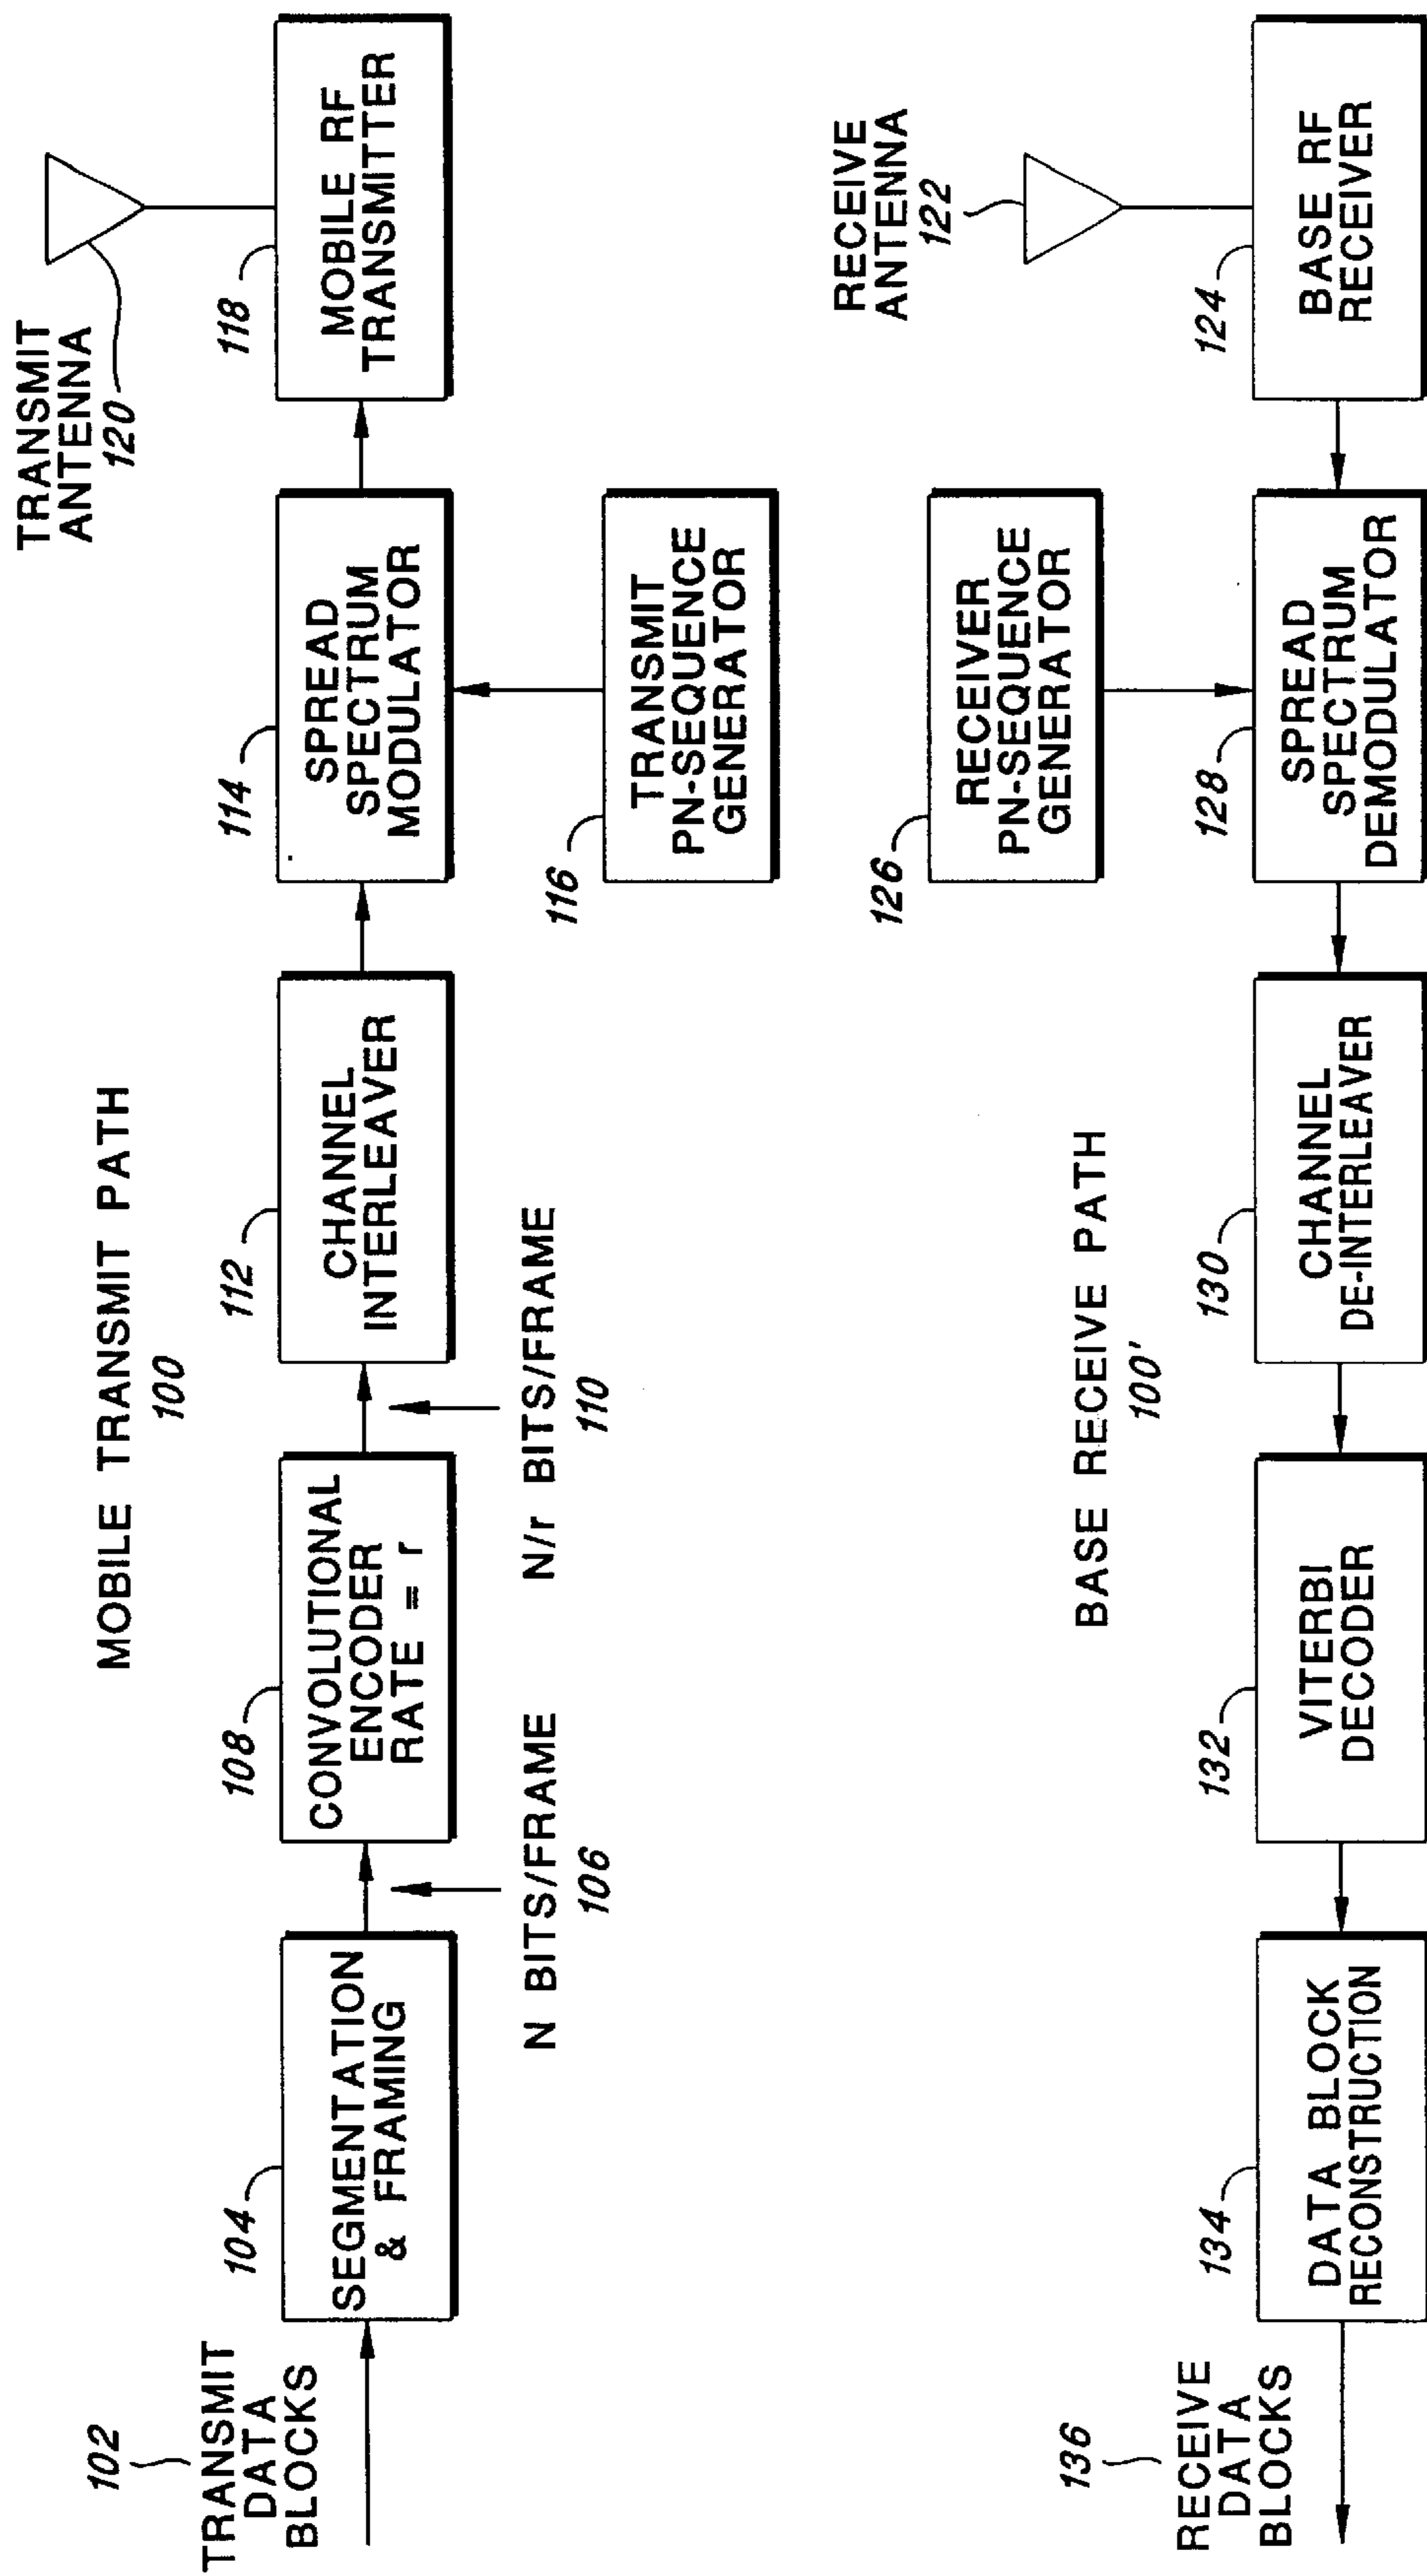 MOBILE TRANSMIT PATH
100
102
TRANSMIT
DATA
BLOCKS
104
SEGMENTATION
& FRAMING
N BITS/FRAME
106
108
CONVOLUTIONAL
ENCODER
RATE = r
N/r BITS/FRAME
110
112
CHANNEL
INTERLEAVER
114
SPREAD
SPECTRUM
MODULATOR
116
TRANSMIT
PN-SEQUENCE
GENERATOR
118
MOBILE RF
TRANSMITTER
TRANSMIT
ANTENNA
120
BASE RECEIVE PATH
100'
RECEIVE
ANTENNA
122
124
BASE RF
RECEIVER
126
RECEIVER
PN-SEQUENCE
GENERATOR
128
SPREAD
SPECTRUM
DEMODULATOR
130
CHANNEL
DE-INTERLEAVER
132
VITERBI
DECODER
134
DATA BLOCK
RECONSTRUCTION
136
RECEIVE
DATA
BLOCKS